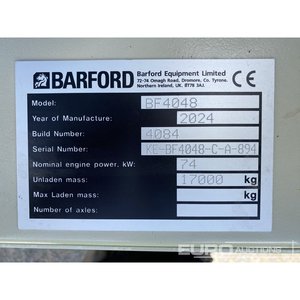 BARFORD
Barford Equipment Limited
72-74 Omagh Road, Dromore, Co. Tyrone,
Northern Ireland, UK, BT78 3AJ.
Model: BF4048
Year of Manufacture: 2024
Build Number: 4084
Serial Number: KE-BF4048-C-A-894
Nominal engine power, kW: 74
Unladen mass: 17000 kg
Max Laden mass: kg
Number of axles:
EURO AUCTIONS